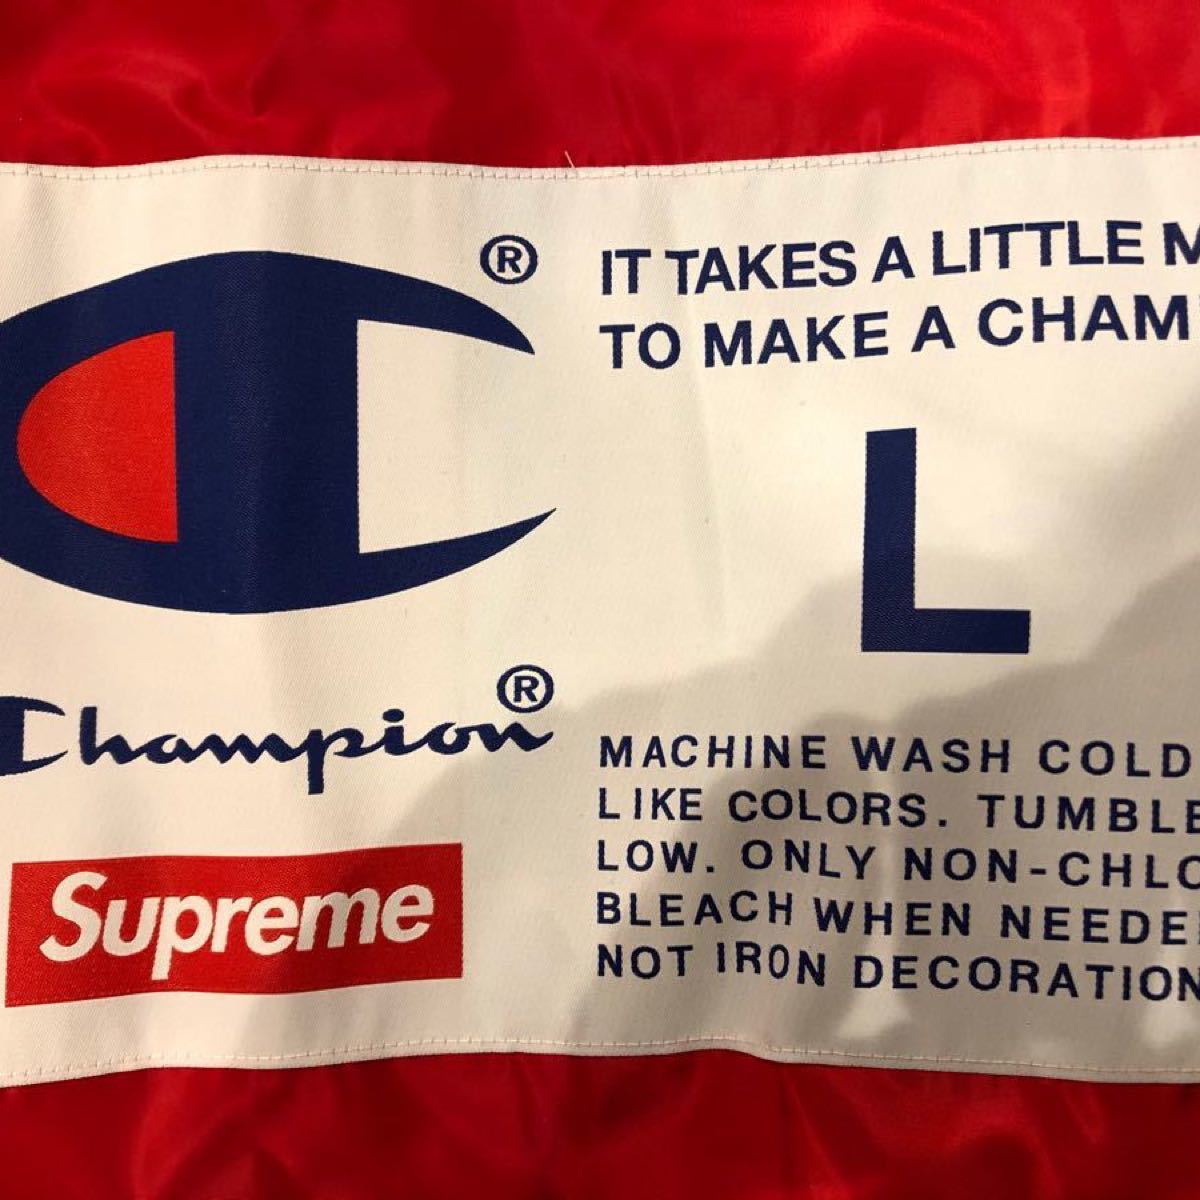 ®
IT TAKES A LITTLE M
TO MAKE A CHAM
L
Champion®
MACHINE WASH COLD
LIKE COLORS. TUMBLE
LOW. ONLY NON-CHLO
BLEACH WHEN NEEDE
NOT IRON DECORATION
Supreme